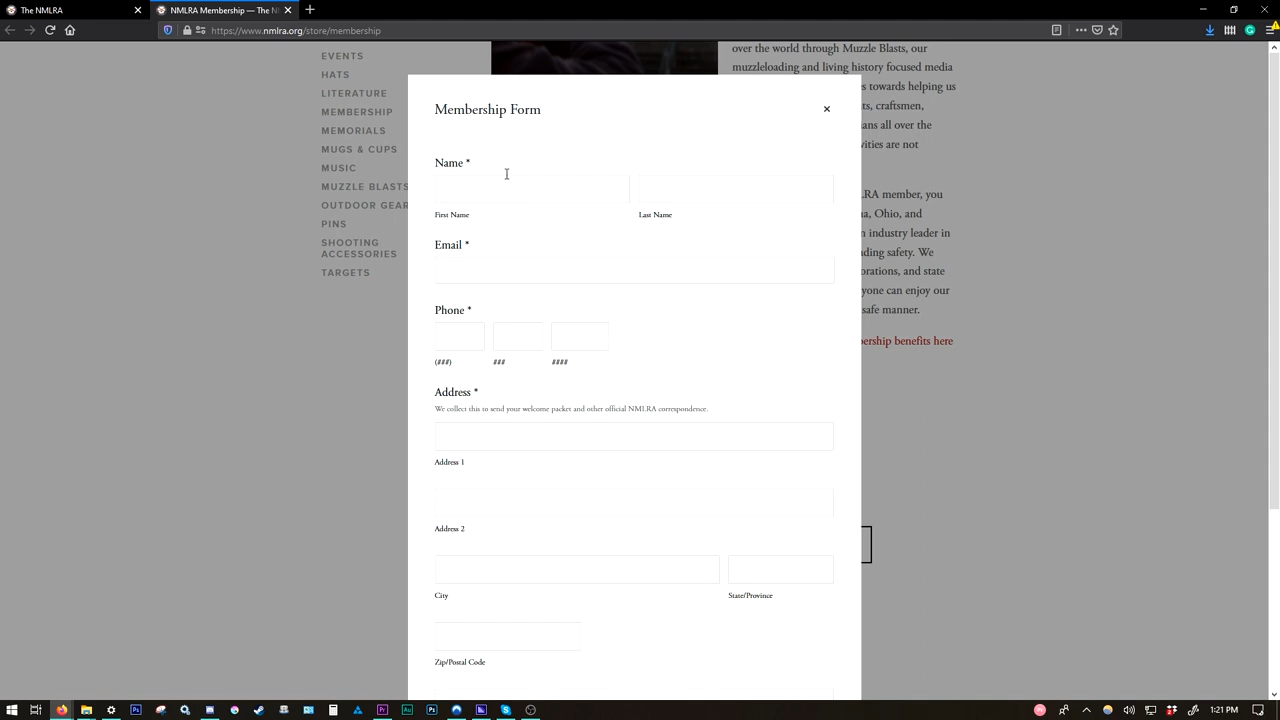 The NMLRA
NMLRA Membership — The N
https://www.nmlra.org/store/membership
EVENTS
HATS
LITERATURE
MEMBERSHIP
MEMORIALS
MUGS & CUPS
MUSIC
MUZZLE BLASTS
OUTDOOR GEAR
PINS
SHOOTING
ACCESSORIES
TARGETS
over the world through Muzzle Blasts, our
muzzleloading and living history focused media
es towards helping us
ts, craftsmen,
ans all over the
vities are not
LRA member, you
a, Ohio, and
n industry leader in
ding safety. We
orations, and state
yone can enjoy our
safe manner.
bership benefits here
Membership Form
Name *
First Name
Last Name
Email *
Phone *
(###)
###
####
Address *
We collect this to send your welcome packet and other official NMLRA correspondence.
Address 1
Address 2
City
State/Province
Zip/Postal Code
1:21 PM